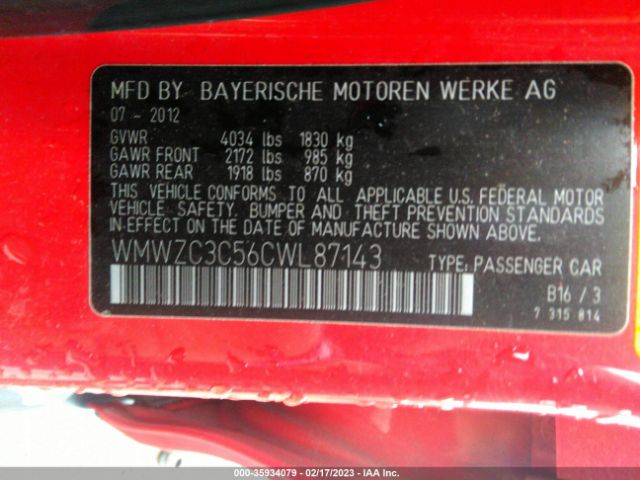 MFD BY BAYERISCHE MOTOREN WERKE AG
07 - 2012
GVWR 4034 lbs 1830 kg
GAWR FRONT 2172 lbs 985 kg
GAWR REAR 1918 lbs 870 kg
THIS VEHICLE CONFORMS TO ALL APPLICABLE U.S. FEDERAL MOTOR
VEHICLE SAFETY, BUMPER AND THEFT PREVENTION STANDARDS
IN EFFECT ON THE DATE OF MANUFACTURE SHOWN ABOVE.
WMWZC3C56CWL87143 TYPE: PASSENGER CAR
B16 / 3
7 315 814
000-35934079 - 02/17/2023 - IAA Inc.